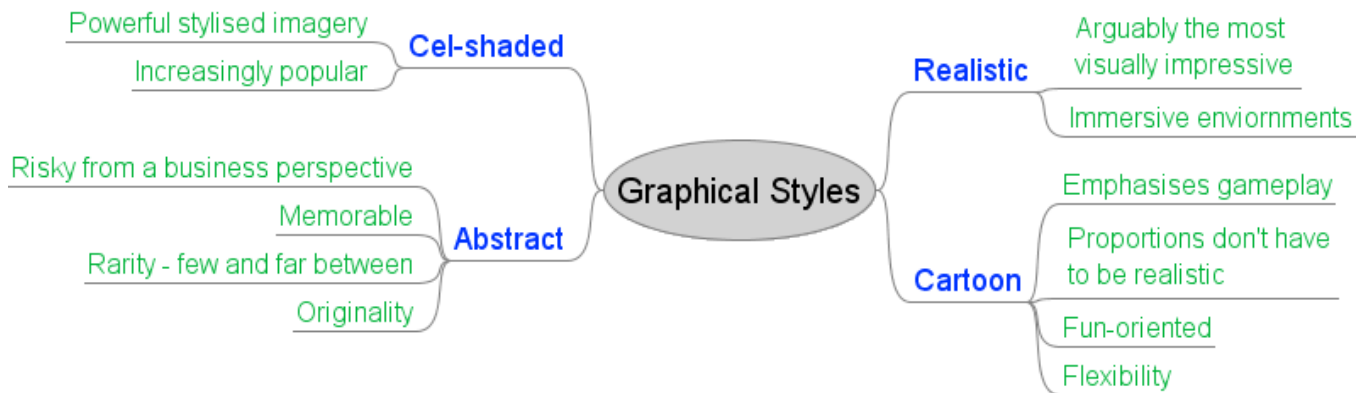 Powerful stylised imagery
Increasingly popular
Cel-shaded
Risky from a business perspective
Memorable
Rarity - few and far between
Originality
Abstract
Graphical Styles
Realistic
Arguably the most
visually impressive
Immersive enviornments
Cartoon
Emphasises gameplay
Proportions don't have
to be realistic
Fun-oriented
Flexibility